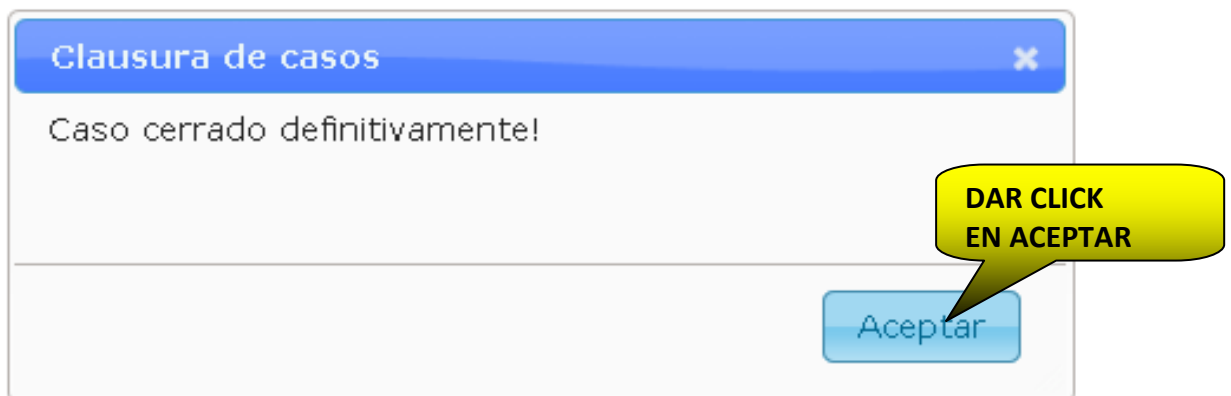 Clausura de casos
Caso cerrado definitivamente!
DAR CLICK
EN ACEPTAR
Aceptar